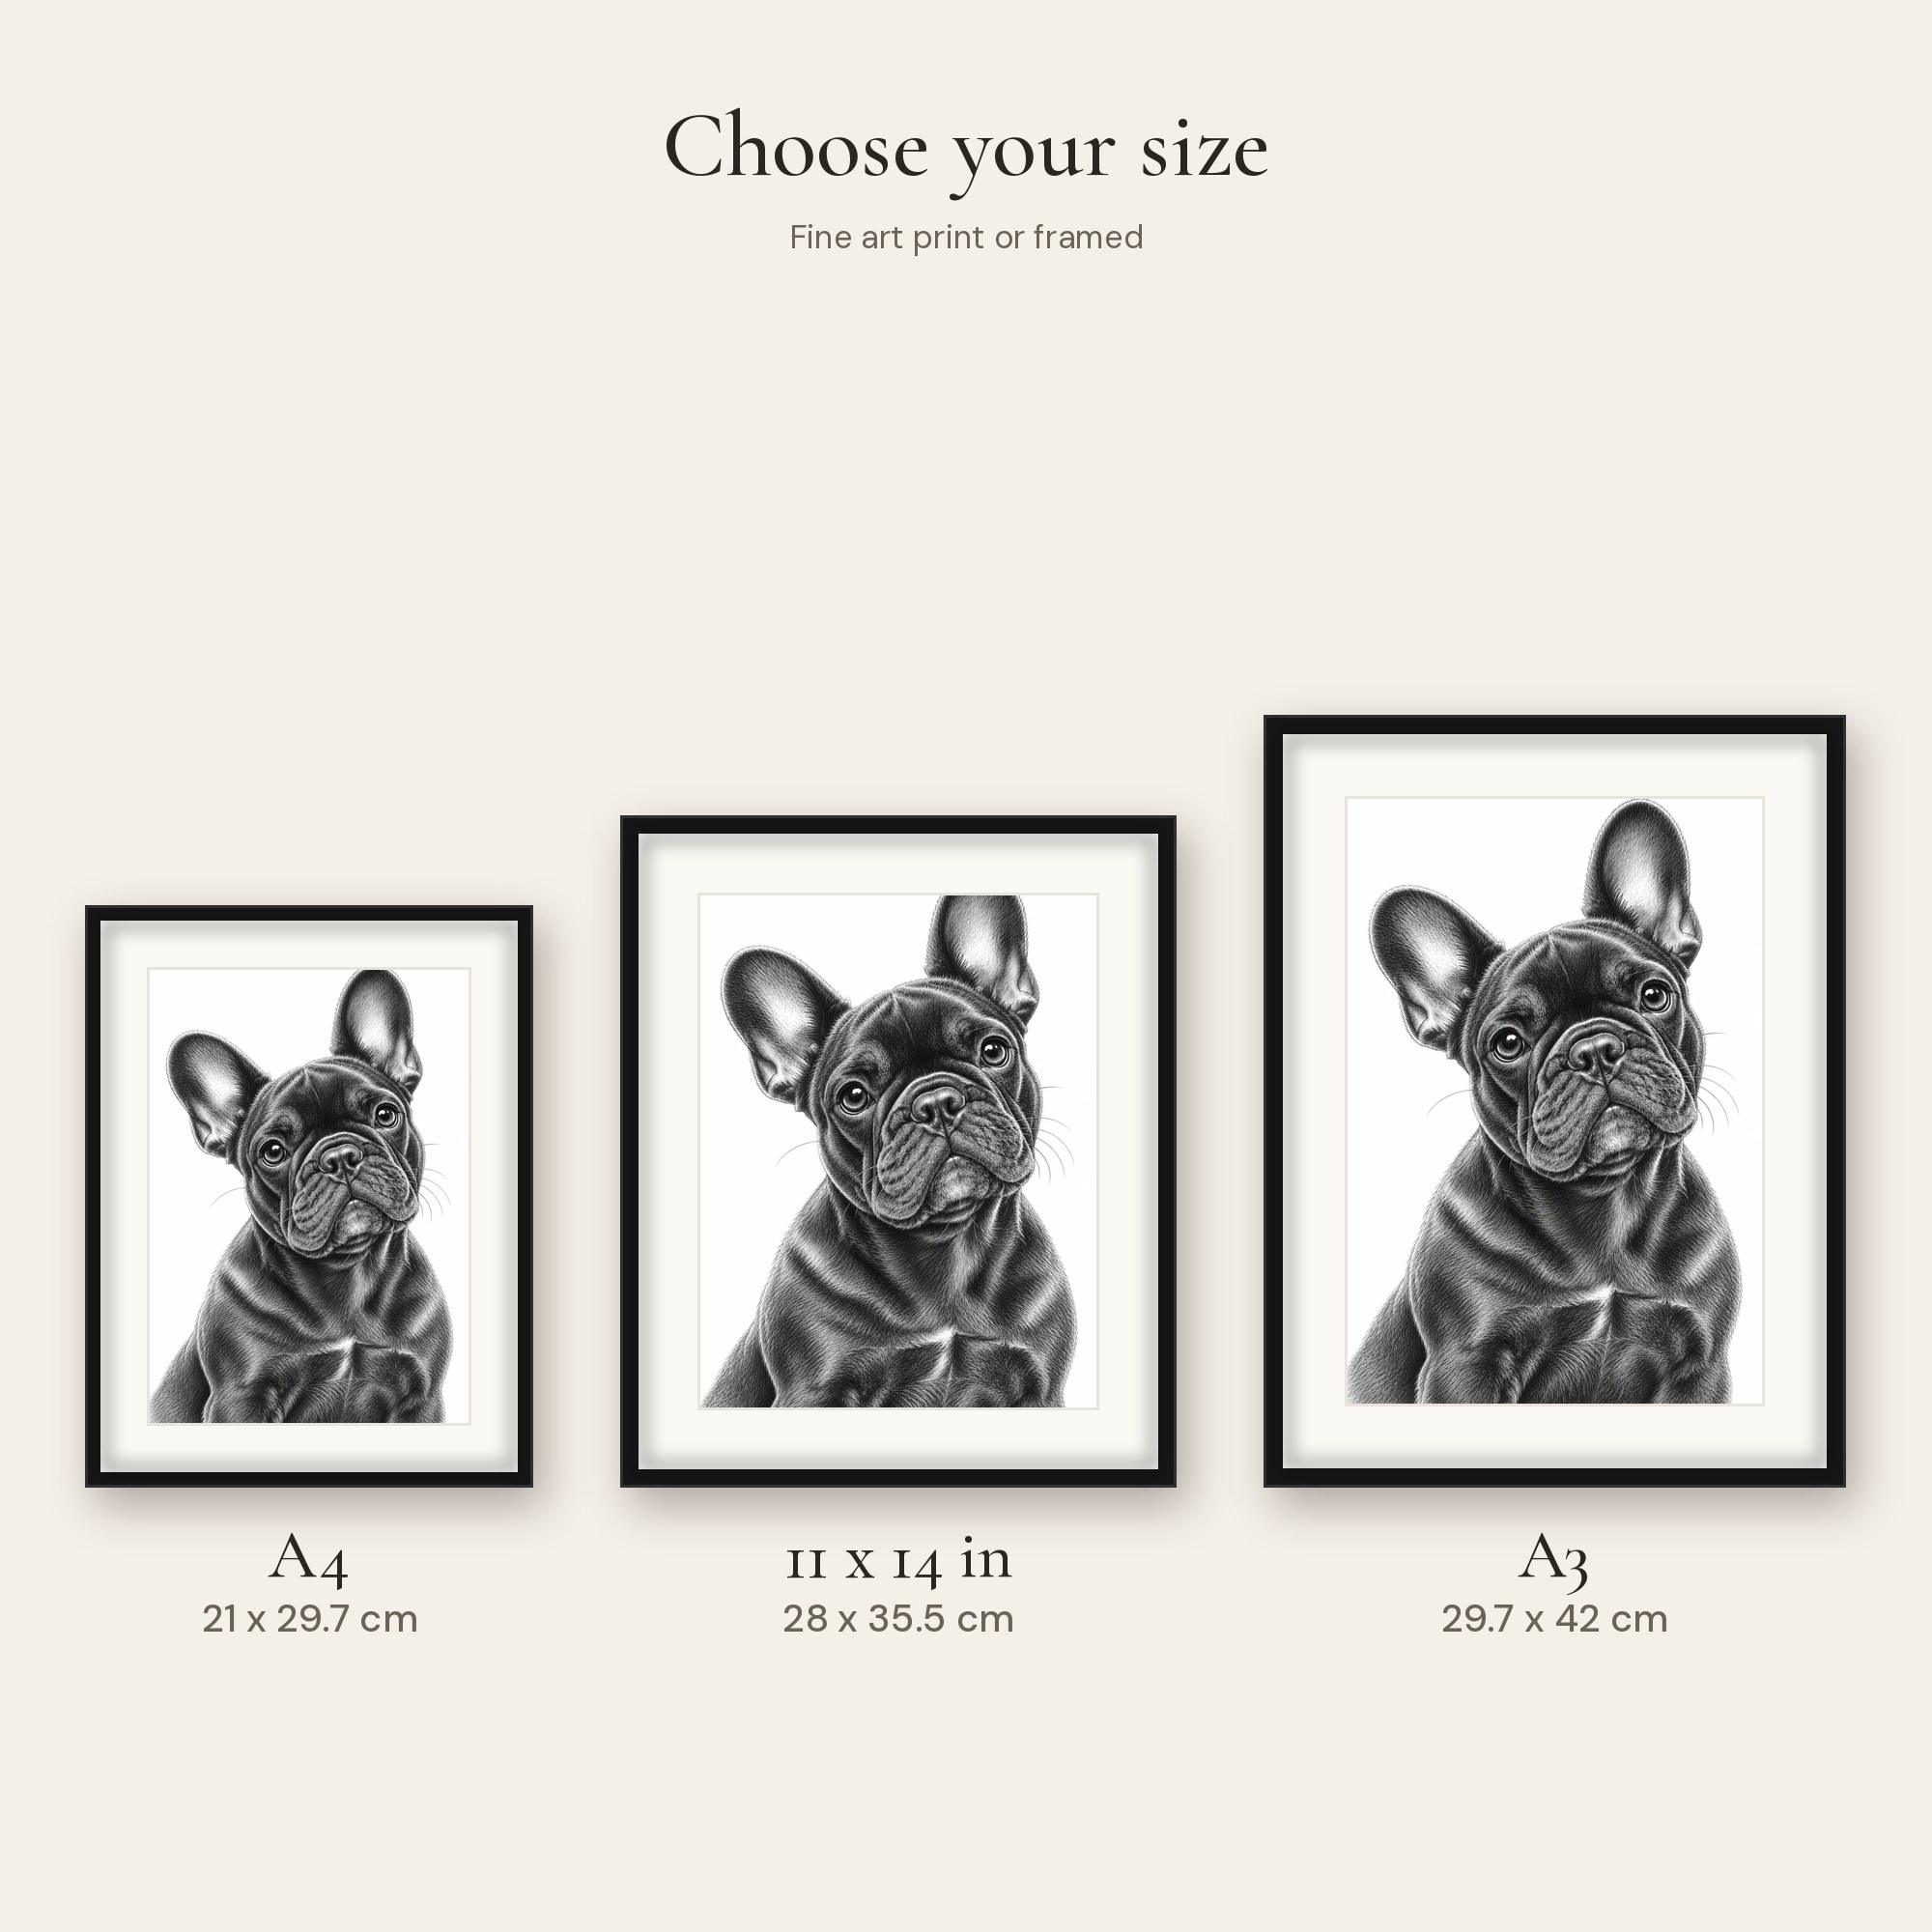 Choose your size
Fine art print or framed
A4
11 x 14 in
A3
21 x 29.7 cm
28 x 35.5 cm
29.7 x 42 cm